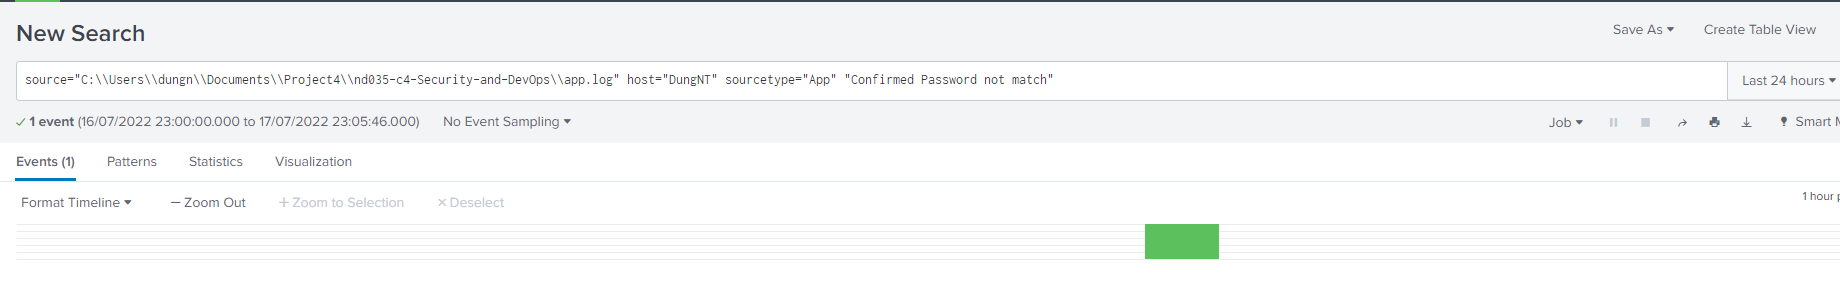 New Search
Save As ▾ Create Table View
source="C:\\Users\\dungn\\Documents\\Project4\\nd035-c4-Security-and-DevOps\\app.log" host="DungNT" sourcetype="App" "Confirmed Password not match"
Last 24 hours ▾
✓ 1 event (16/07/2022 23:00:00.000 to 17/07/2022 23:05:46.000) No Event Sampling ▾
Job ▾ Smart M
Events (1) Patterns Statistics Visualization
Format Timeline ▾ — Zoom Out + Zoom to Selection × Deselect
1 hour p